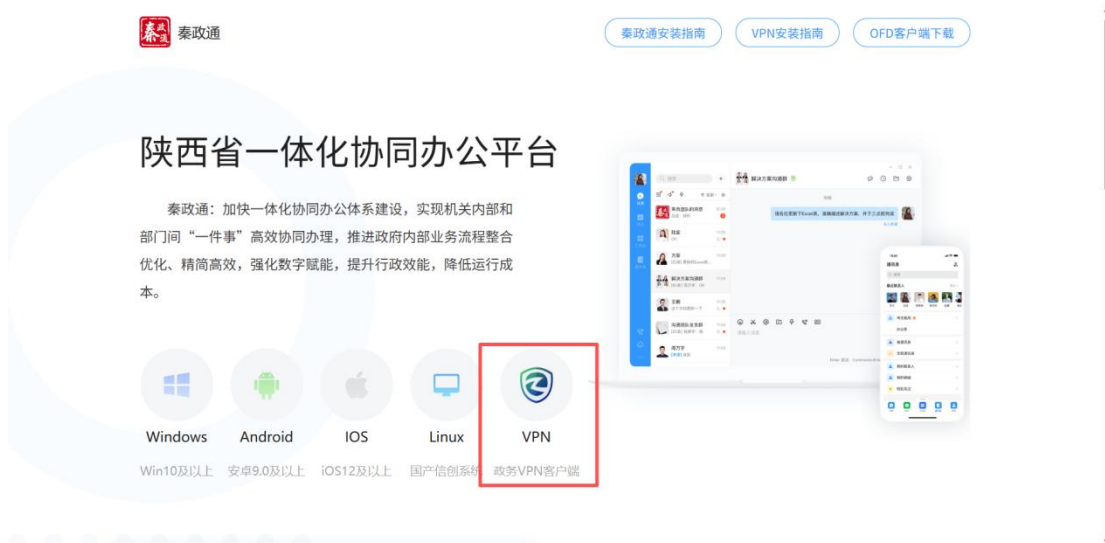 秦政通
秦政通安装指南
VPN安装指南
OFD客户端下载
陕西省一体化协同办公平台
秦政通：加快一体化协同办公体系建设，实现机关内部和
部门间“一件事”高效协同办理，推进政府内部业务流程整合
优化、精简高效，强化数字赋能，提升行政效能，降低运行成
本。
Windows
Android
IOS
Linux
VPN
Win10及以上
安卓9.0及以上
iOS12及以上
国产信创系统
政务VPN客户端
解决方案沟通群